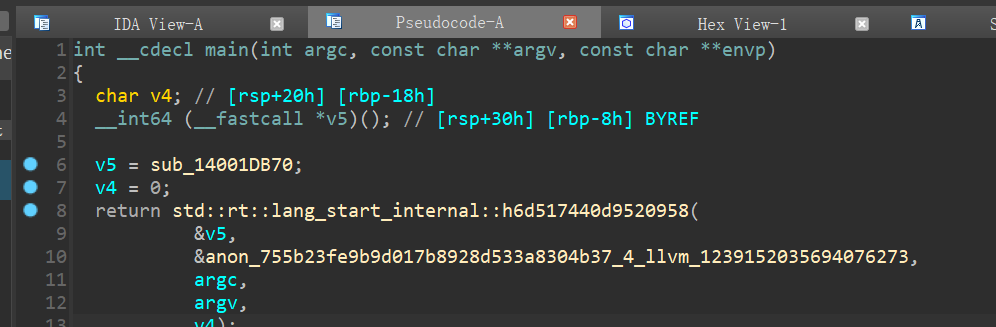 IDA View-A Pseudocode-A Hex View-1 A S
1 int __cdecl main(int argc, const char **argv, const char **envp)
2 {
3 char v4; // [rsp+20h] [rbp-18h]
4 __int64 (__fastcall *v5)(); // [rsp+30h] [rbp-8h] BYREF
5
6 v5 = sub_14001DB70;
7 v4 = 0;
8 return std::rt::lang_start_internal::h6d517440d9520958(
9 &v5,
10 &anon_755b23fe9b9d017b8928d533a8304b37_4_llvm_1239152035694076273,
11 argc,
12 argv,
13 v4);